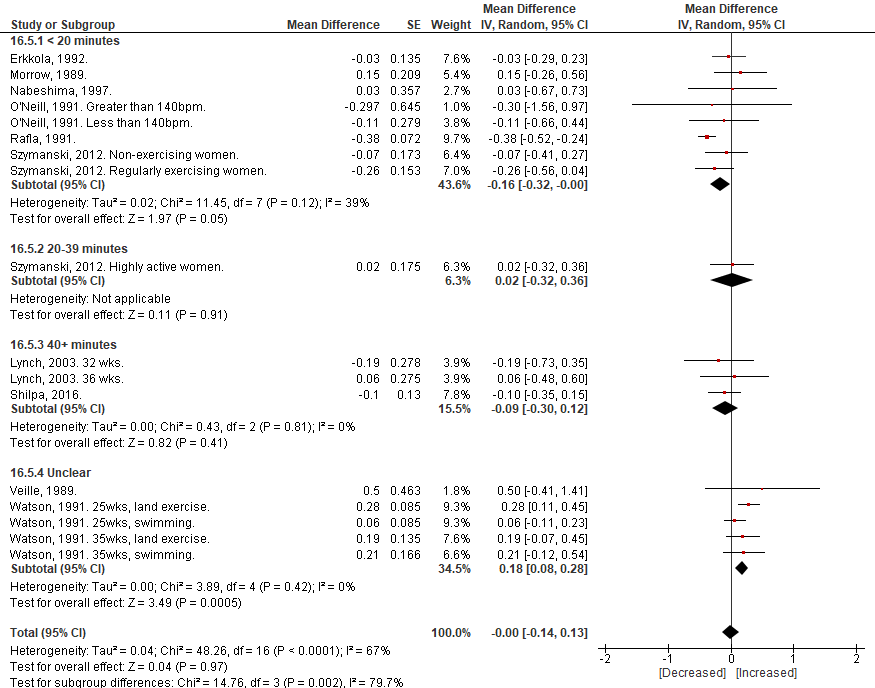 Mean Difference Mean Difference
Study or Subgroup Mean Difference SE Weight IV, Random, 95% CI IV, Random, 95% CI
16.5.1 < 20 minutes
Erkkola, 1992. -0.03 0.135 7.6% -0.03 [-0.29, 0.23]
Morrow, 1989. 0.15 0.209 5.4% 0.15 [-0.26, 0.56]
Nabeshima, 1997. 0.03 0.357 2.7% 0.03 [-0.67, 0.73]
O'Neill, 1991. Greater than 140bpm. -0.297 0.645 1.0% -0.30 [-1.56, 0.97]
O'Neill, 1991. Less than 140bpm. -0.11 0.279 3.8% -0.11 [-0.66, 0.44]
Rafla, 1991. -0.38 0.072 9.7% -0.38 [-0.52, -0.24]
Szymanski, 2012. Non-exercising women. -0.07 0.173 6.4% -0.07 [-0.41, 0.27]
Szymanski, 2012. Regularly exercising women. -0.26 0.153 7.0% -0.26 [-0.56, 0.04]
Subtotal (95% CI) 43.6% -0.16 [-0.32, -0.00]
Heterogeneity: Tau² = 0.02; Chi² = 11.45, df = 7 (P = 0.12); I² = 39%
Test for overall effect: Z = 1.97 (P = 0.05)
16.5.2 20-39 minutes
Szymanski, 2012. Highly active women. 0.02 0.175 6.3% 0.02 [-0.32, 0.36]
Subtotal (95% CI) 6.3% 0.02 [-0.32, 0.36]
Heterogeneity: Not applicable
Test for overall effect: Z = 0.11 (P = 0.91)
16.5.3 40+ minutes
Lynch, 2003. 32 wks. -0.19 0.278 3.9% -0.19 [-0.73, 0.35]
Lynch, 2003. 36 wks. 0.06 0.275 3.9% 0.06 [-0.48, 0.60]
Shilpa, 2016. -0.1 0.13 7.8% -0.10 [-0.35, 0.15]
Subtotal (95% CI) 15.5% -0.09 [-0.30, 0.12]
Heterogeneity: Tau² = 0.00; Chi² = 0.43, df = 2 (P = 0.81); I² = 0%
Test for overall effect: Z = 0.82 (P = 0.41)
16.5.4 Unclear
Veille, 1989. 0.5 0.463 1.8% 0.50 [-0.41, 1.41]
Watson, 1991. 25wks, land exercise. 0.28 0.085 9.3% 0.28 [0.11, 0.45]
Watson, 1991. 25wks, swimming. 0.06 0.085 9.3% 0.06 [-0.11, 0.23]
Watson, 1991. 35wks, land exercise. 0.19 0.135 7.6% 0.19 [-0.07, 0.45]
Watson, 1991. 35wks, swimming. 0.21 0.166 6.6% 0.21 [-0.12, 0.54]
Subtotal (95% CI) 34.5% 0.18 [0.08, 0.28]
Heterogeneity: Tau² = 0.00; Chi² = 3.89, df = 4 (P = 0.42); I² = 0%
Test for overall effect: Z = 3.49 (P = 0.0005)
Total (95% CI) 100.0% -0.00 [-0.14, 0.13]
Heterogeneity: Tau² = 0.04; Chi² = 48.26, df = 16 (P < 0.0001); I² = 67%
-2 -1 0 1 2
Test for overall effect: Z = 0.04 (P = 0.97)
[Decreased] [Increased]
Test for subgroup differences: Chi² = 14.76, df = 3 (P = 0.002), I² = 79.7%